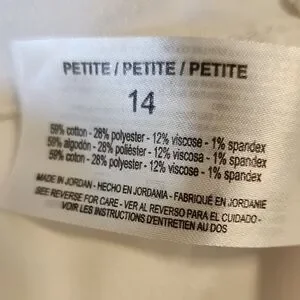 PETITE / PETITE / PETITE
14
59% cotton - 28% polyester - 12% viscose - 1% spandex
59% algodón - 28% poliéster - 12% viscose - 1% spandex
59% cotton - 28% polyester - 12% viscose - 1% spandex
MADE IN JORDAN - HECHO EN JORDANIA - FABRIQUÉ EN JORDANIE
SEE REVERSE FOR CARE - VER AL REVERSO PARA EL CUIDADO -
VOIR LES INSTRUCTIONS D'ENTRETIEN AU DOS